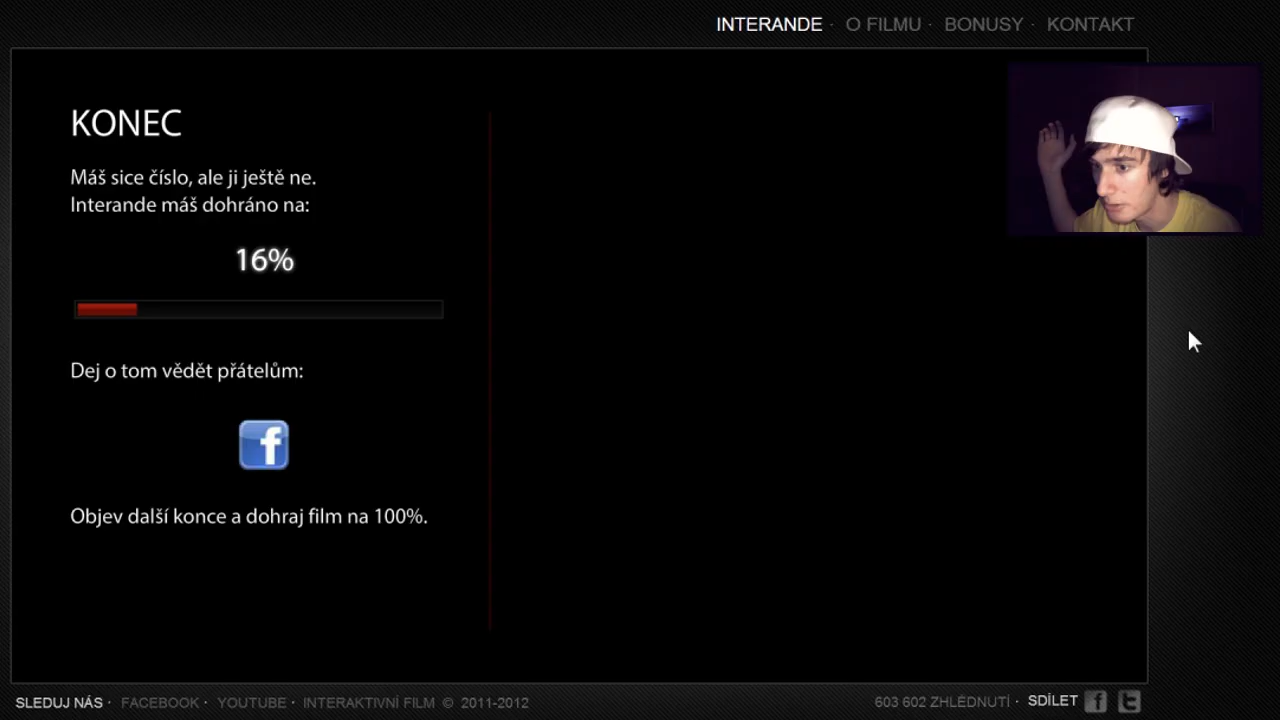 INTERANDE · O FILMU · BONUSY · KONTAKT
KONEC
Máš sice číslo, ale ji ještě ne.
Interande máš dohráno na:
16%
Dej o tom vědět přátelům:
f
Objev další konce a dohraj film na 100%.
SLEDUJ NÁS · FACEBOOK · YOUTUBE · INTERAKTIVNÍ FILM © 2011-2012
603 602 ZHLÉDNUTÍ · SDÍLET f t